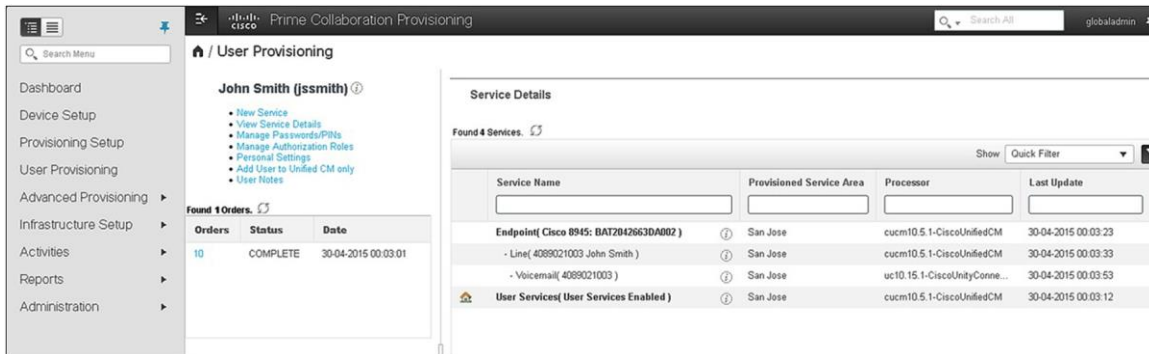 Search Menu
Dashboard
Device Setup
Provisioning Setup
User Provisioning
Advanced Provisioning
Infrastructure Setup
Activities
Reports
Administration
cisco Prime Collaboration Provisioning
Search All
globaladmin
/ User Provisioning
John Smith (jssmith)
• New Service
• View Service Details
• Manage Passwords/PINs
• Manage Authorization Roles
• Personal Settings
• Add User to Unified CM only
• User Notes
Found 1 Orders.
Orders Status Date
10 COMPLETE 30-04-2015 00:03:01
Service Details
Found 4 Services.
Show Quick Filter
Service Name Provisioned Service Area Processor Last Update
Endpoint( Cisco 8945: BAT2042663DA002 ) San Jose cucm10.5.1-CiscoUnifiedCM 30-04-2015 00:03:23
- Line( 4089021003 John Smith ) San Jose cucm10.5.1-CiscoUnifiedCM 30-04-2015 00:03:33
- Voicemail( 4089021003 ) San Jose uc10.15.1-CiscoUnityConne... 30-04-2015 00:03:53
User Services( User Services Enabled ) San Jose cucm10.5.1-CiscoUnifiedCM 30-04-2015 00:03:12